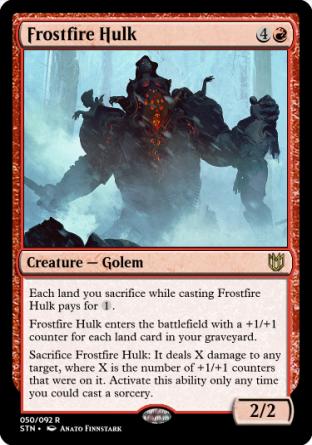 Frostfire Hulk 4
Creature — Golem
Each land you sacrifice while casting Frostfire
Hulk pays for 1.
Frostfire Hulk enters the battlefield with a +1/+1
counter for each land card in your graveyard.
Sacrifice Frostfire Hulk: It deals X damage to any
target, where X is the number of +1/+1 counters
that were on it. Activate this ability only any time
you could cast a sorcery.
2/2
050/092 R
STN • Anato Finnstark